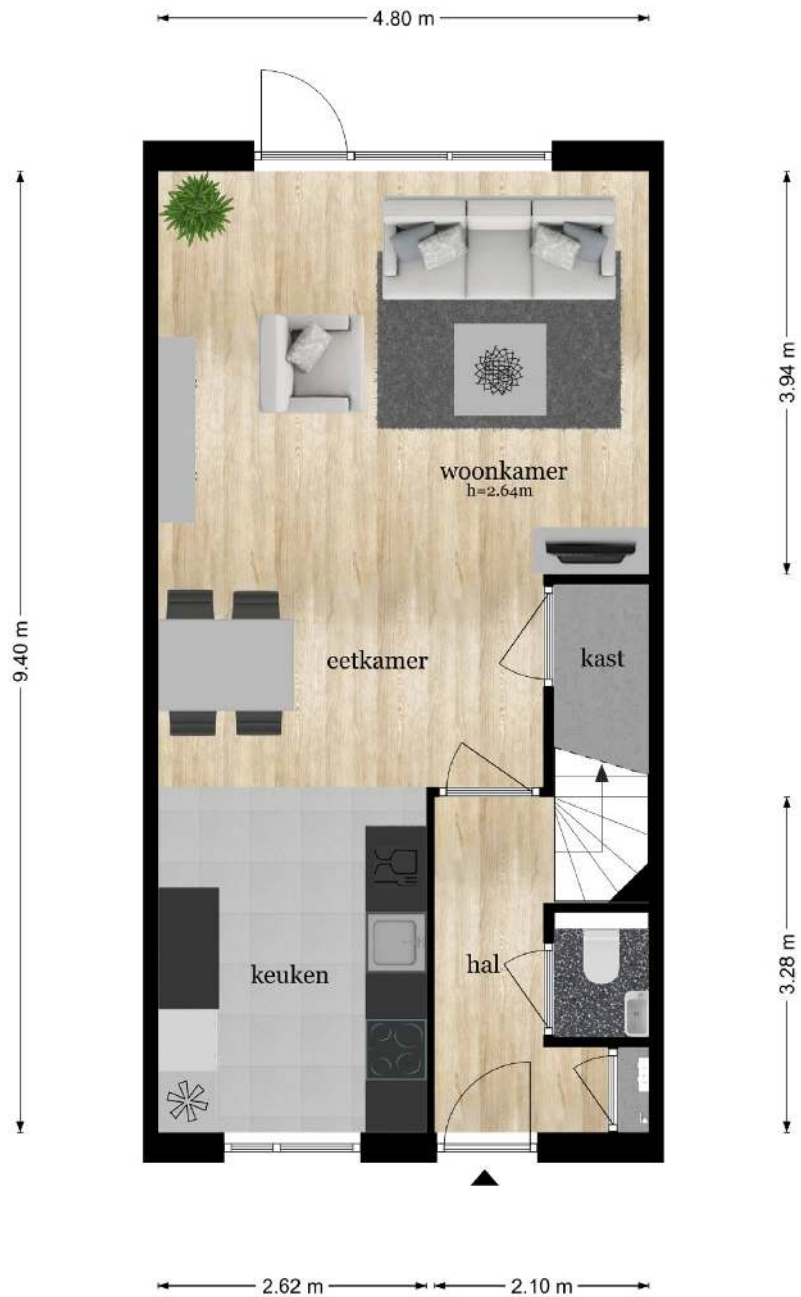 4.80 m
3.94 m
woonkamer
h=2.64m
9.40 m
eetkamer
kast
keuken
hal
3.28 m
2.62 m
2.10 m